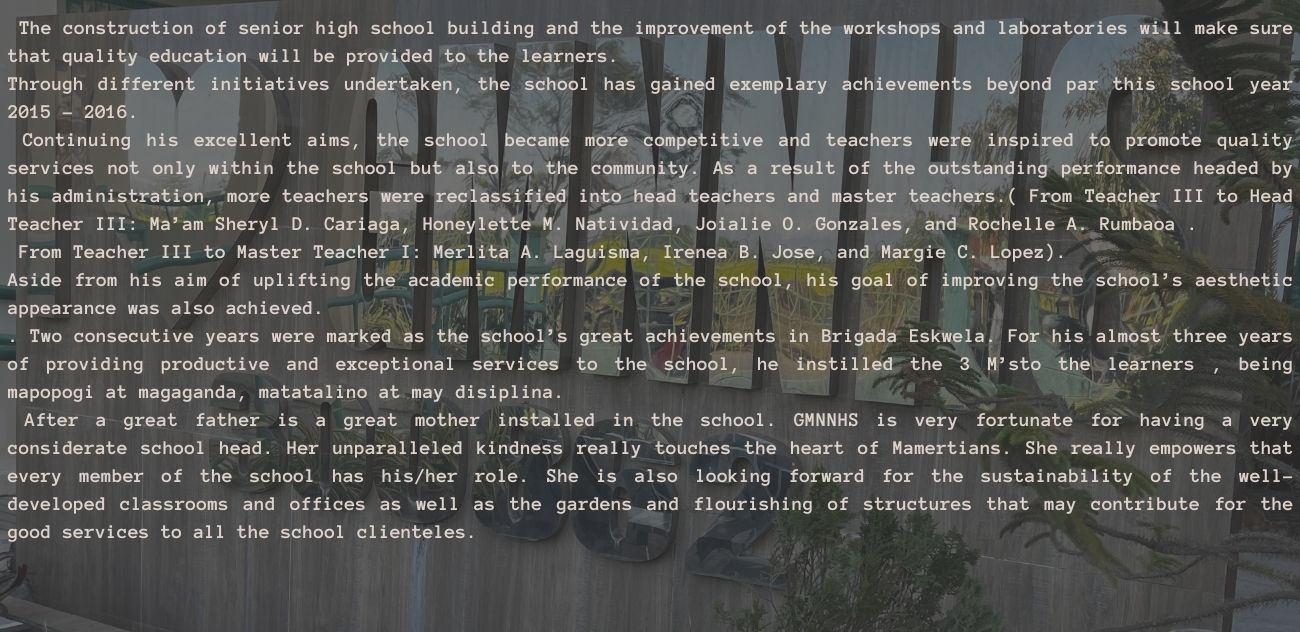 The construction of senior high school building and the improvement of the workshops and laboratories will make sure
that quality education will be provided to the learners.
Through different initiatives undertaken, the school has gained exemplary achievements beyond par this school year
2015 – 2016.
Continuing his excellent aims, the school became more competitive and teachers were inspired to promote quality
services not only within the school but also to the community. As a result of the outstanding performance headed by
his administration, more teachers were reclassified into head teachers and master teachers.( From Teacher III to Head
Teacher III: Ma’am Sheryl D. Cariaga, Honeylette M. Natividad, Joialie O. Gonzales, and Rochelle A. Rumbaoa .
From Teacher III to Master Teacher I: Merlita A. Laguisma, Irenea B. Jose, and Margie C. Lopez).
Aside from his aim of uplifting the academic performance of the school, his goal of improving the school’s aesthetic
appearance was also achieved.
. Two consecutive years were marked as the school’s great achievements in Brigada Eskwela. For his almost three years
of providing productive and exceptional services to the school, he instilled the 3 M’sto the learners , being
mapopogi at magaganda, matatalino at may disiplina.
After a great father is a great mother installed in the school. GMNNHS is very fortunate for having a very
considerate school head. Her unparalleled kindness really touches the heart of Mamertians. She really empowers that
every member of the school has his/her role. She is also looking forward for the sustainability of the well-
developed classrooms and offices as well as the gardens and flourishing of structures that may contribute for the
good services to all the school clienteles.